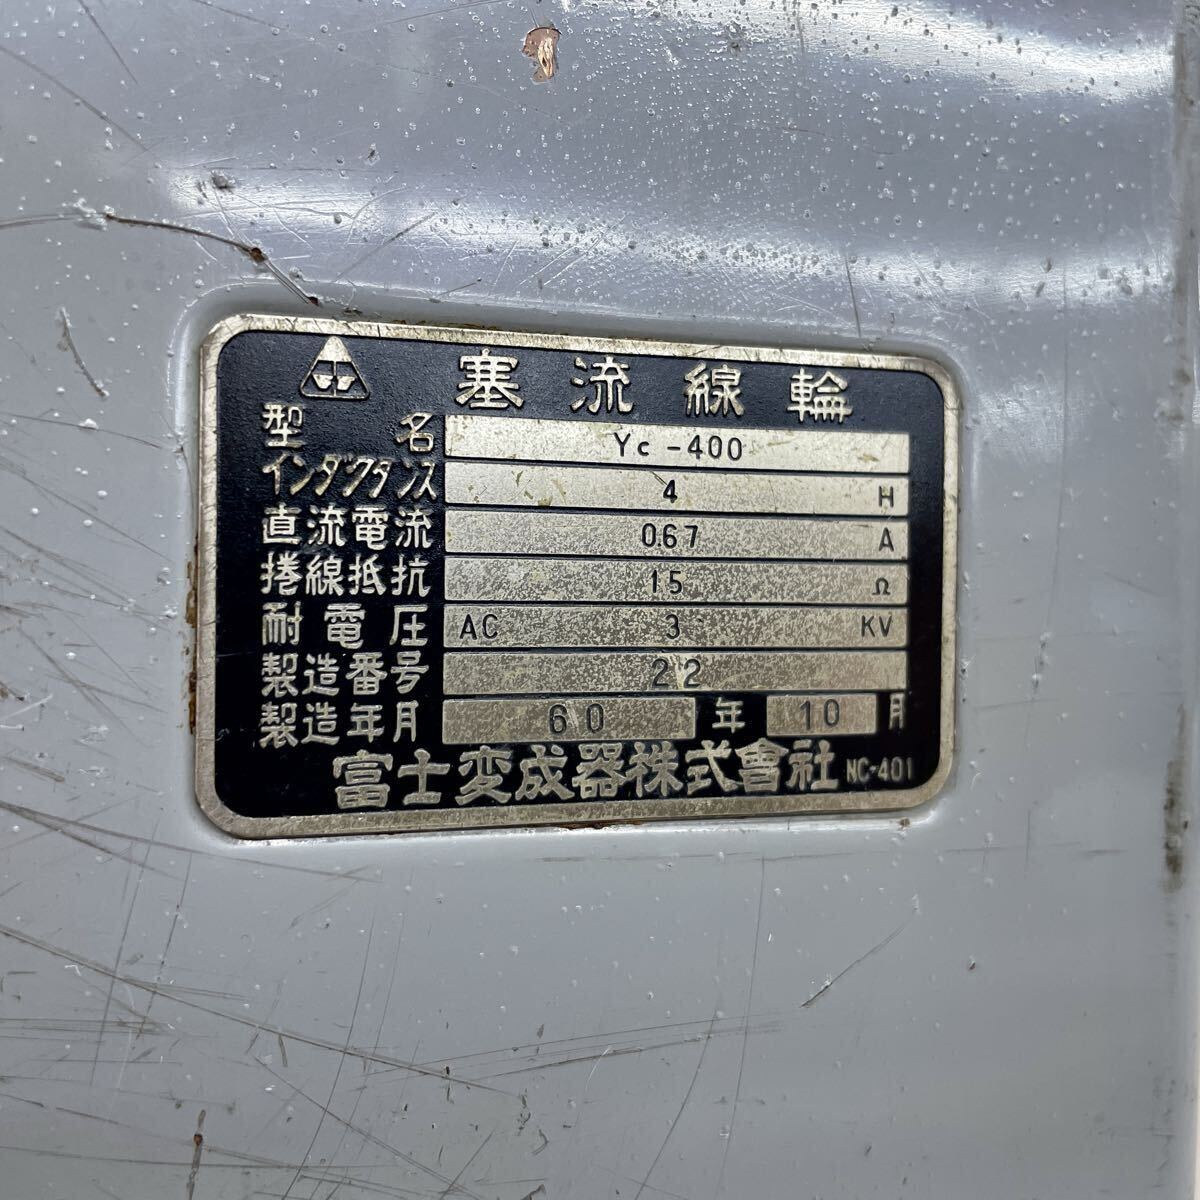 塞流線輪
型名 Yc-400
インダクタンス 4 H
直流電流 0.67 A
捲線抵抗 15 Ω
耐電圧 AC 3 KV
製造番号 22
製造年月 60 年 10 月
富士変成器株式會社 NC-401